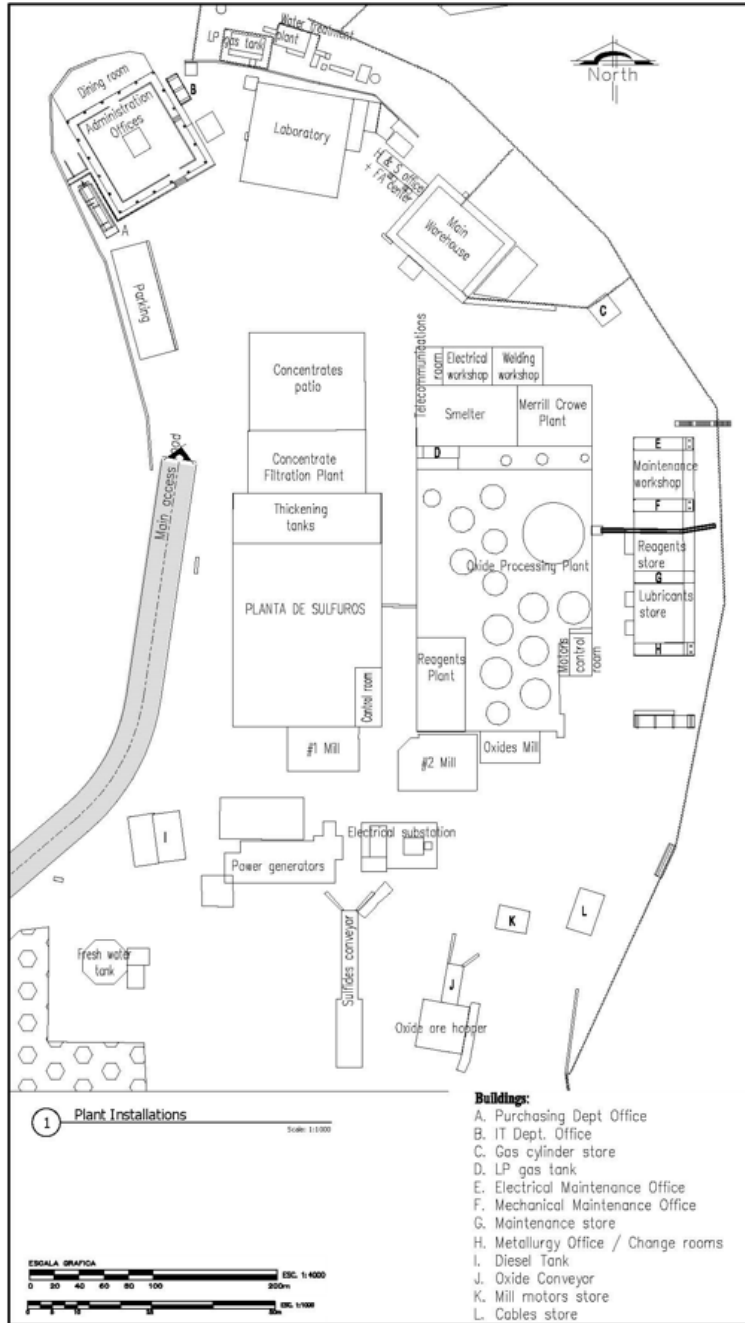 Water Treatment
plant
LP gas tank
North
Dining room
B
Administration
Offices
Laboratory
H & S office
+ FA Center
Main
Warehouse
A
Parking
C
Telecommunications
room
Electrical
workshop
Welding
workshop
Concentrates
patio
Smelter
Merrill Crowe
Plant
Main access road
D
E
Concentrate
Filtration Plant
Maintenance
workshop
F
Thickening
tanks
Oxide Processing Plant
Reagents
store
G
PLANTA DE SULFUROS
Lubricants
store
Reagents
Plant
Motors
control
room
H
Control room
#1 Mill
#2 Mill
Oxides Mill
I
Electrical substation
Power generators
K
L
Fresh water
tank
Sulfides conveyor
J
Oxide ore hopper
1
Plant Installations
Scale: 1:1000
Buildings:
A. Purchasing Dept Office
B. IT Dept. Office
C. Gas cylinder store
D. LP gas tank
E. Electrical Maintenance Office
F. Mechanical Maintenance Office
G. Maintenance store
H. Metallurgy Office / Change rooms
I. Diesel Tank
J. Oxide Conveyor
K. Mill motors store
L. Cables store
ESCALA GRAFICA
ESC. 1:4000
0 20 40 60 80 100 200m
ESC. 1:1000
0 5 10 25 50m